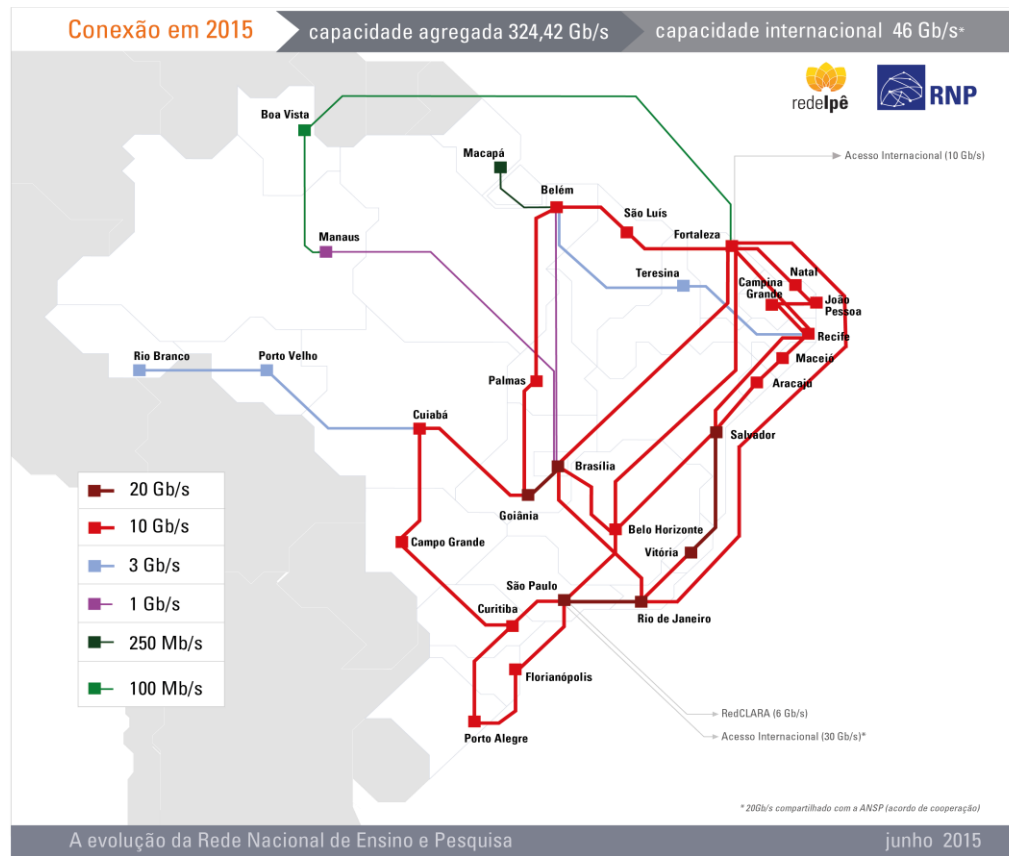 Conexão em 2015
capacidade agregada 324,42 Gb/s
capacidade internacional 46 Gb/s*
redeIpê
RNP
Boa Vista
Macapá
Acesso Internacional (10 Gb/s)
Belém
São Luís
Fortaleza
Manaus
Teresina
Natal
Campina
Grande
João
Pessoa
Recife
Rio Branco
Porto Velho
Maceió
Palmas
Aracaju
Cuiabá
Salvador
Brasília
20 Gb/s
Goiânia
10 Gb/s
Belo Horizonte
Campo Grande
Vitória
3 Gb/s
São Paulo
1 Gb/s
Curitiba
Rio de Janeiro
250 Mb/s
Florianópolis
100 Mb/s
RedCLARA (6 Gb/s)
Porto Alegre
Acesso Internacional (30 Gb/s)*
* 20Gb/s compartilhado com a ANSP (acordo de cooperação)
A evolução da Rede Nacional de Ensino e Pesquisa
junho 2015